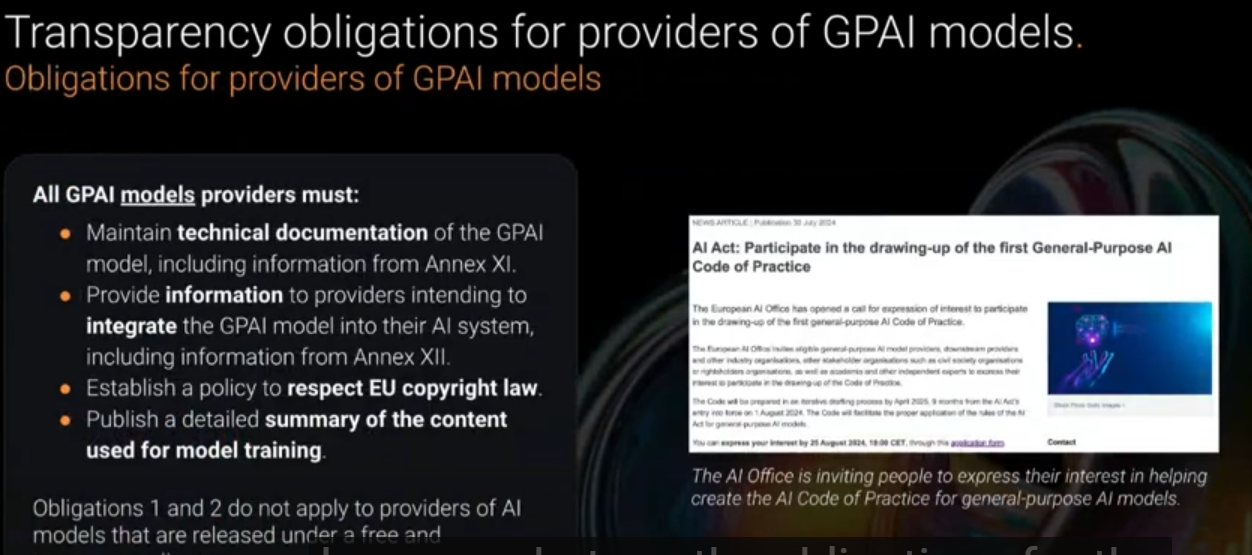 Transparency obligations for providers of GPAI models.
Obligations for providers of GPAI models
All GPAI models providers must:
• Maintain technical documentation of the GPAI
model, including information from Annex XI.
• Provide information to providers intending to
integrate the GPAI model into their AI system,
including information from Annex XII.
• Establish a policy to respect EU copyright law.
• Publish a detailed summary of the content
used for model training.
Obligations 1 and 2 do not apply to providers of AI
models that are released under a free and
NEWS ARTICLE | Publication 30 July 2024
AI Act: Participate in the drawing-up of the first General-Purpose AI
Code of Practice
The European AI Office has opened a call for expression of interest to participate
in the drawing-up of the first general-purpose AI Code of Practice.
The European AI Office invites eligible general-purpose AI model providers, downstream providers
and other industry organisations, other stakeholder organisations such as civil society organisations
or rightsholders organisations, as well as academia and other independent experts to express their
interest to participate in the drawing-up of the Code of Practice.
The Code will be prepared in an iterative drafting process by April 2025, 9 months from the AI Act's
entry into force on 1 August 2024. The Code will facilitate the proper application of the rules of the AI
Act for general-purpose AI models.
You can express your interest by 25 August 2024, 18:00 CET, through this application form.
Contact
The AI Office is inviting people to express their interest in helping
create the AI Code of Practice for general-purpose AI models.